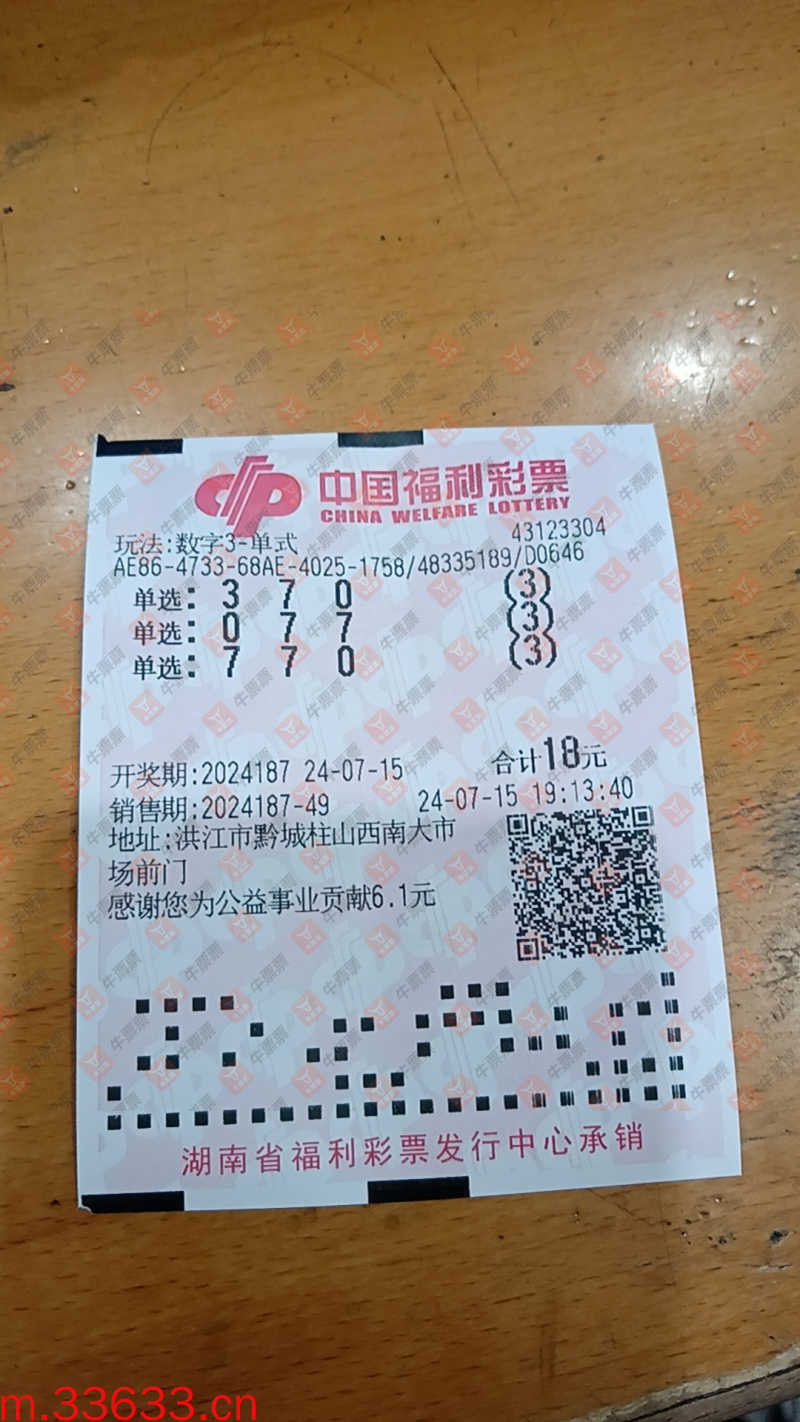 中国福利彩票
CHINA WELFARE LOTTERY
玩法:数字3-单式 43123304
AE86-4733-68AE-4025-1758/48335189/D0646
单选: 3 7 0 (3)
单选: 0 7 7 (3)
单选: 7 7 0 (3)
开奖期:2024187 24-07-15 合计18元
销售期:2024187-49 24-07-15 19:13:40
地址:洪江市黔城柱山西南大市
场前门
感谢您为公益事业贡献6.1元
湖南省福利彩票发行中心承销
牛票票
m.33633.cn